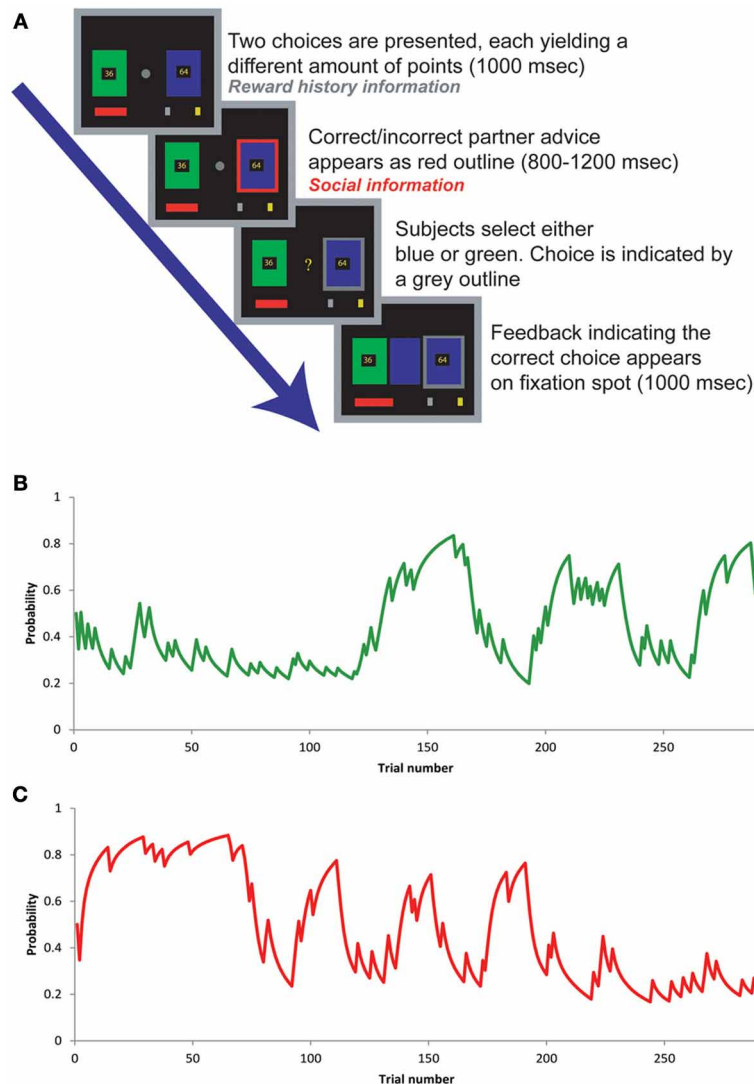 A
36
64
Two choices are presented, each yielding a
different amount of points (1000 msec)
Reward history information
36
64
Correct/incorrect partner advice
appears as red outline (800-1200 msec)
Social information
36
?
64
Subjects select either
blue or green. Choice is indicated by
a grey outline
36
64
Feedback indicating the
correct choice appears
on fixation spot (1000 msec)
B
1
0.8
0.6
0.4
0.2
0
Probability
0
50
100
150
200
250
Trial number
C
1
0.8
0.6
0.4
0.2
0
Probability
0
50
100
150
200
250
Trial number